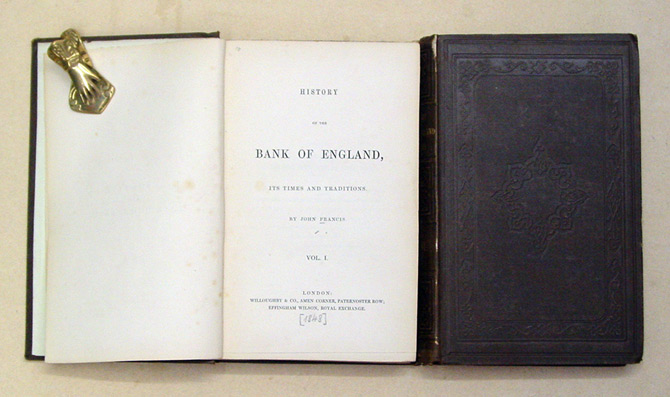 HISTORY
OF THE
BANK OF ENGLAND,
ITS TIMES AND TRADITIONS.
BY JOHN FRANCIS.
VOL. I.
LONDON:
WILLOUGHBY & CO., AMEN CORNER, PATERNOSTER ROW;
EFFINGHAM WILSON, ROYAL EXCHANGE.
[1848]